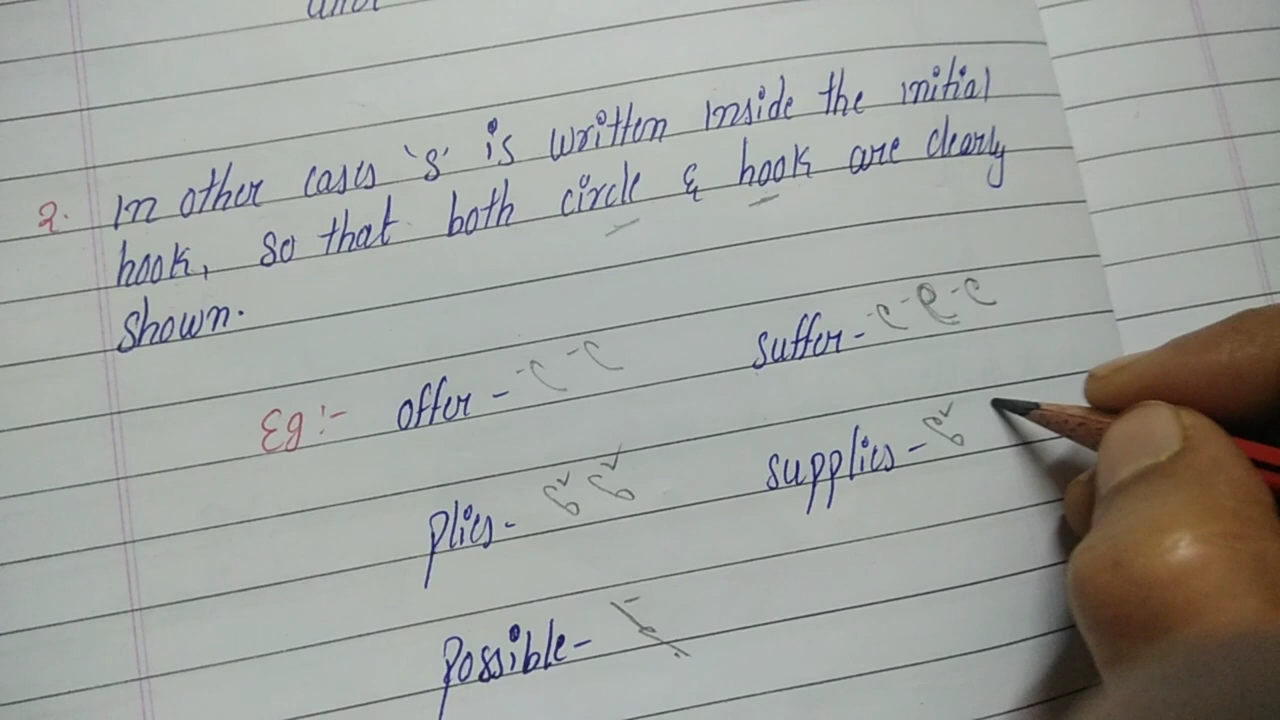 2. In other cases 's' is written inside the initial
hook, so that both circle & hook are clearly
shown.
Eg:- offer - suffer -
plies - supplies -
possible -